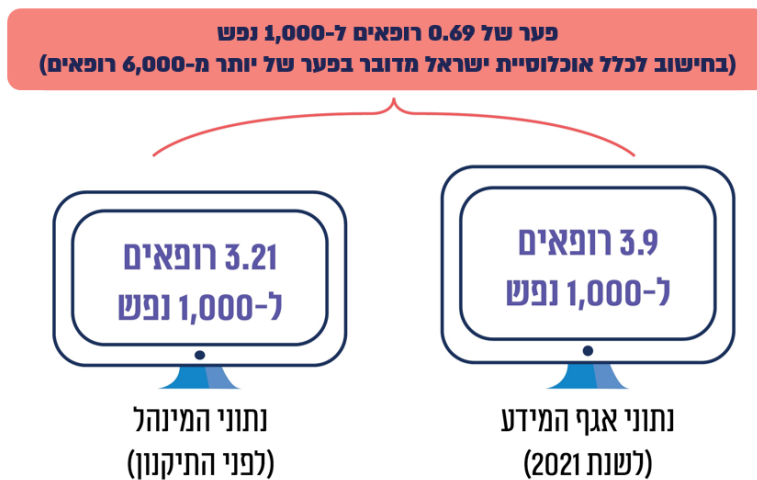 פער של 0.69 רופאים ל-1,000 נפש
(בחישוב לכלל אוכלוסיית ישראל מדובר בפער של יותר מ-6,000 רופאים)
3.9 רופאים
ל-1,000 נפש
נתוני אגף המידע
(לשנת 2021)
3.21 רופאים
ל-1,000 נפש
נתוני המינהל
(לפני התיקנון)